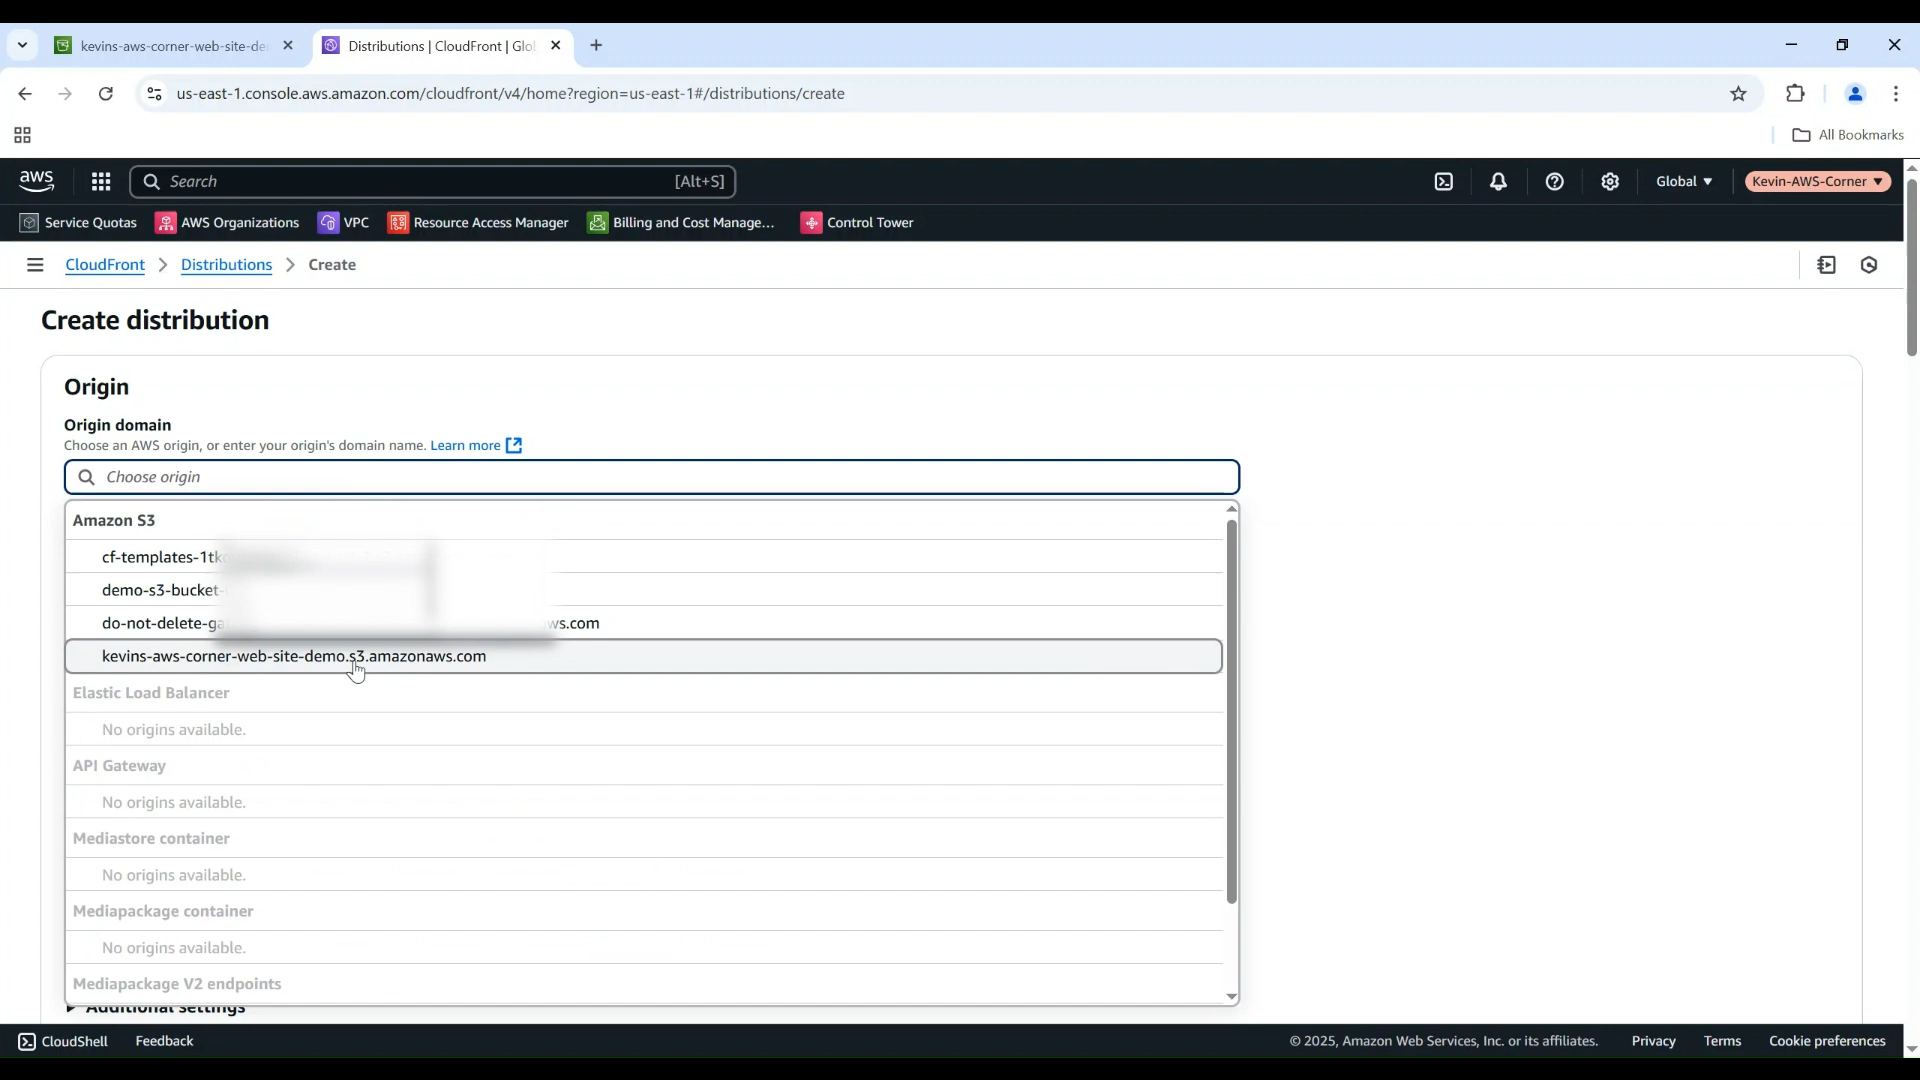 kevins-aws-corner-web-site-de
Distributions | CloudFront | Glo
us-east-1.console.aws.amazon.com/cloudfront/v4/home?region=us-east-1#/distributions/create
All Bookmarks
aws
Search
[Alt+S]
Global
Kevin-AWS-Corner
Service Quotas
AWS Organizations
VPC
Resource Access Manager
Billing and Cost Manage...
Control Tower
CloudFront
Distributions
Create
Create distribution
Origin
Origin domain
Choose an AWS origin, or enter your origin's domain name. Learn more
Choose origin
Amazon S3
cf-templates-1tk
demo-s3-bucket-
do-not-delete-ga ws.com
kevins-aws-corner-web-site-demo.s3.amazonaws.com
Elastic Load Balancer
No origins available.
API Gateway
No origins available.
Mediastore container
No origins available.
Mediapackage container
No origins available.
Mediapackage V2 endpoints
Additional settings
CloudShell
Feedback
© 2025, Amazon Web Services, Inc. or its affiliates.
Privacy
Terms
Cookie preferences